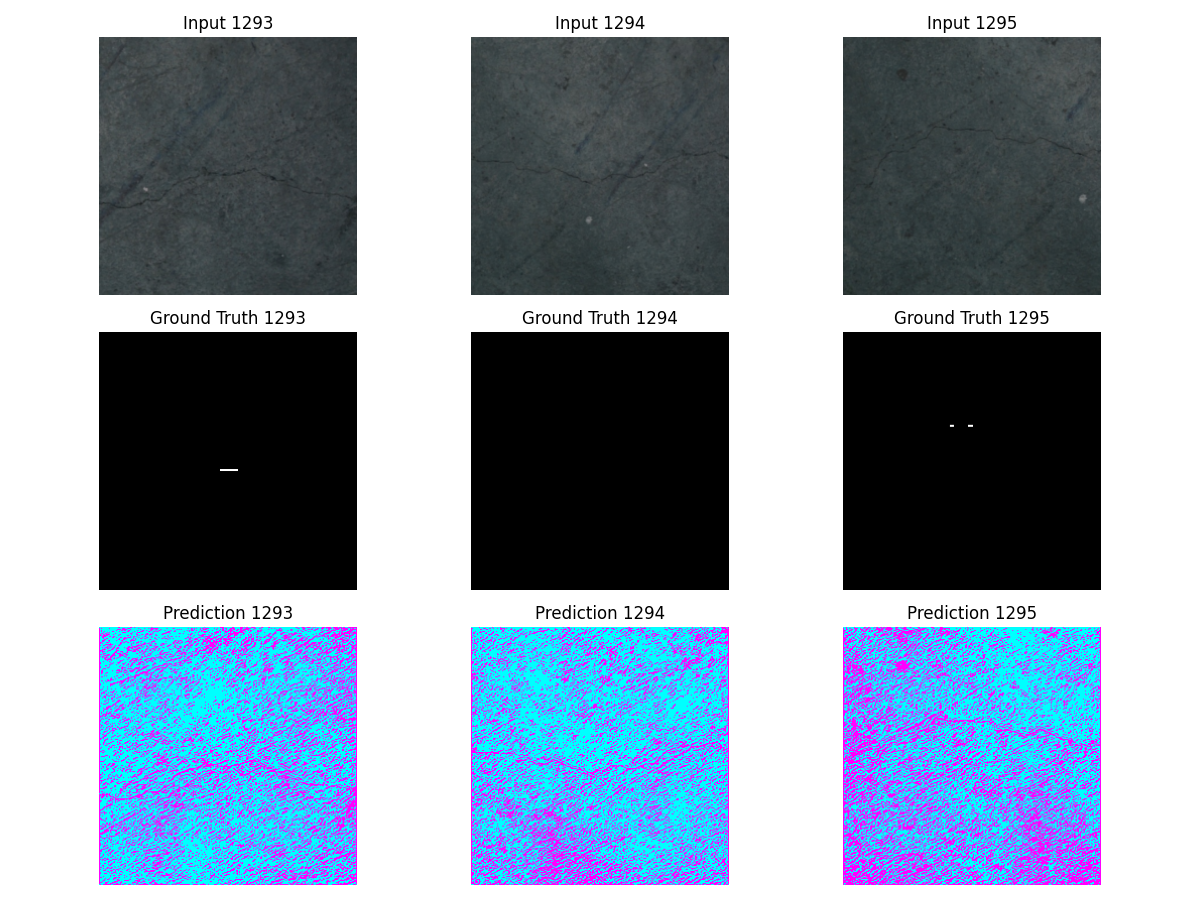 Input 1293
Input 1294
Input 1295
Ground Truth 1293
Ground Truth 1294
Ground Truth 1295
Prediction 1293
Prediction 1294
Prediction 1295